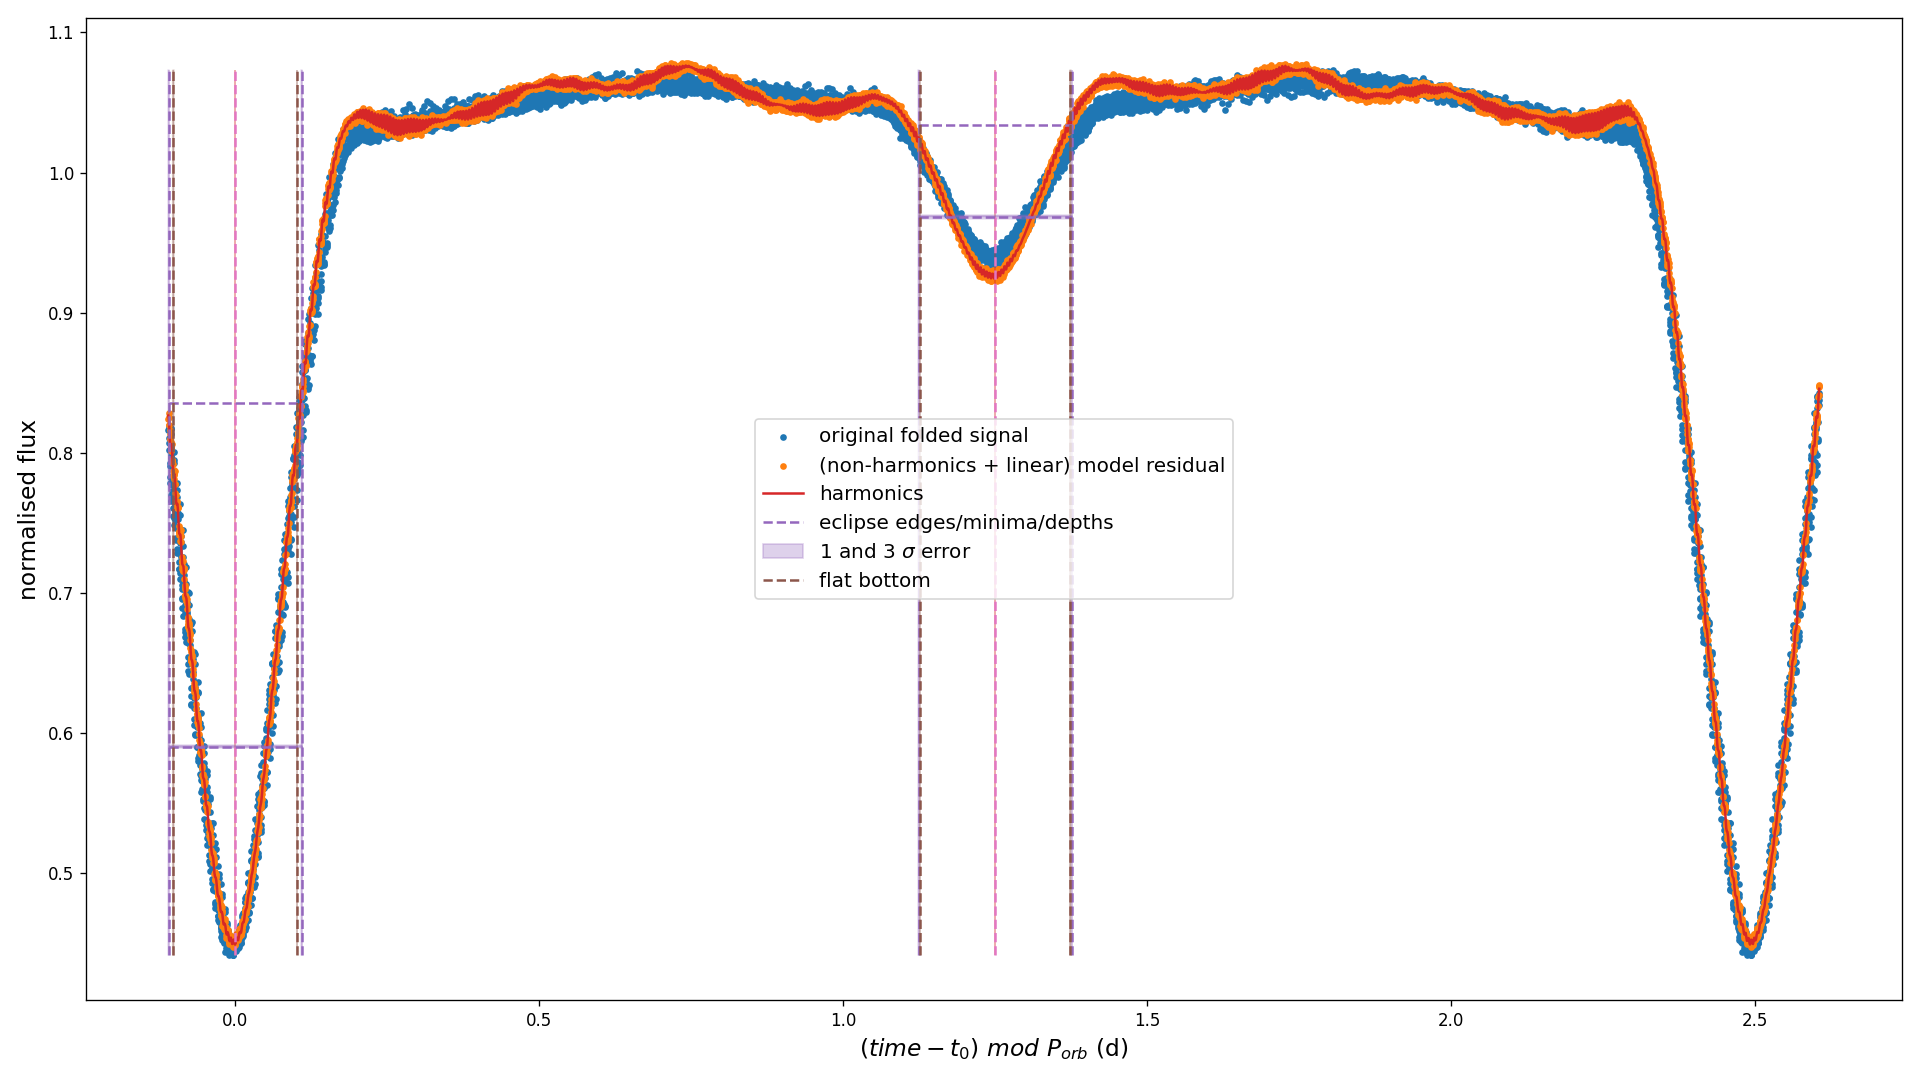 1.1
1.0
0.9
0.8
0.7
0.6
0.5
normalised flux
original folded signal
(non-harmonics + linear) model residual
harmonics
eclipse edges/minima/depths
1 and 3 σ error
flat bottom
0.0 0.5 1.0 1.5 2.0 2.5
(time − t₀) mod P_orb (d)